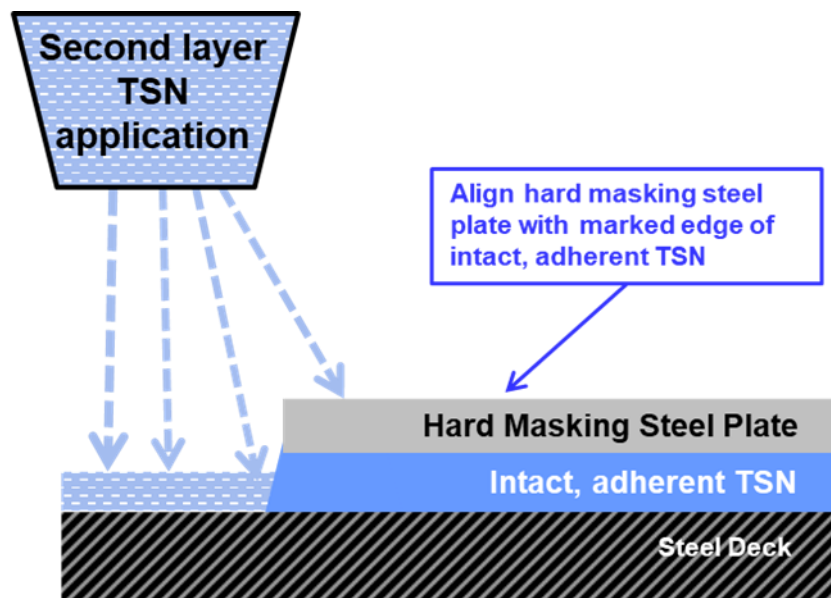 Second layer
TSN
application
Align hard masking steel
plate with marked edge of
intact, adherent TSN
Hard Masking Steel Plate
Intact, adherent TSN
Steel Deck